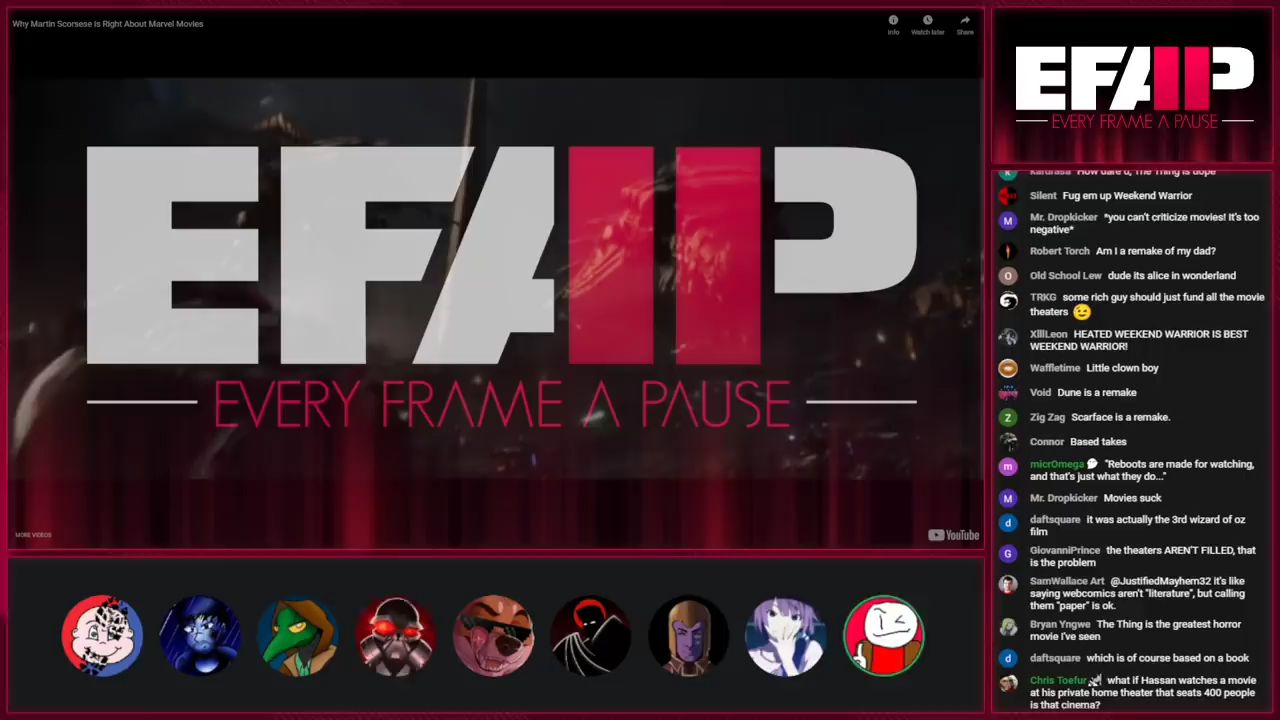 Why Martin Scorsese is Right About Marvel Movies
Info
Watch later
Share
EFAP
EVERY FRAME A PAUSE
MORE VIDEOS
YouTube
EFAP
EVERY FRAME A PAUSE
How dare u, The Thing is dope
Silent Fug em up Weekend Warrior
Mr. Dropkicker *you can't criticize movies! It's too
negative*
Robert Torch Am I a remake of my dad?
Old School Lew dude its alice in wonderland
TRKG some rich guy should just fund all the movie
theaters 😉
XlllLeon HEATED WEEKEND WARRIOR IS BEST
WEEKEND WARRIOR!
Waffletime Little clown boy
Void Dune is a remake
Zig Zag Scarface is a remake.
Connor Based takes
micrOmega "Reboots are made for watching,
and that's just what they do..."
Mr. Dropkicker Movies suck
daftsquare it was actually the 3rd wizard of oz
film
GiovanniPrince the theaters AREN'T FILLED, that
is the problem
SamWallace Art @JustifiedMayhem32 it's like
saying webcomics aren't "literature", but calling
them "paper" is ok.
Bryan Yngwe The Thing is the greatest horror
movie I've seen
daftsquare which is of course based on a book
Chris Toefur what if Hassan watches a movie
at his private home theater that seats 400 people
is that cinema?